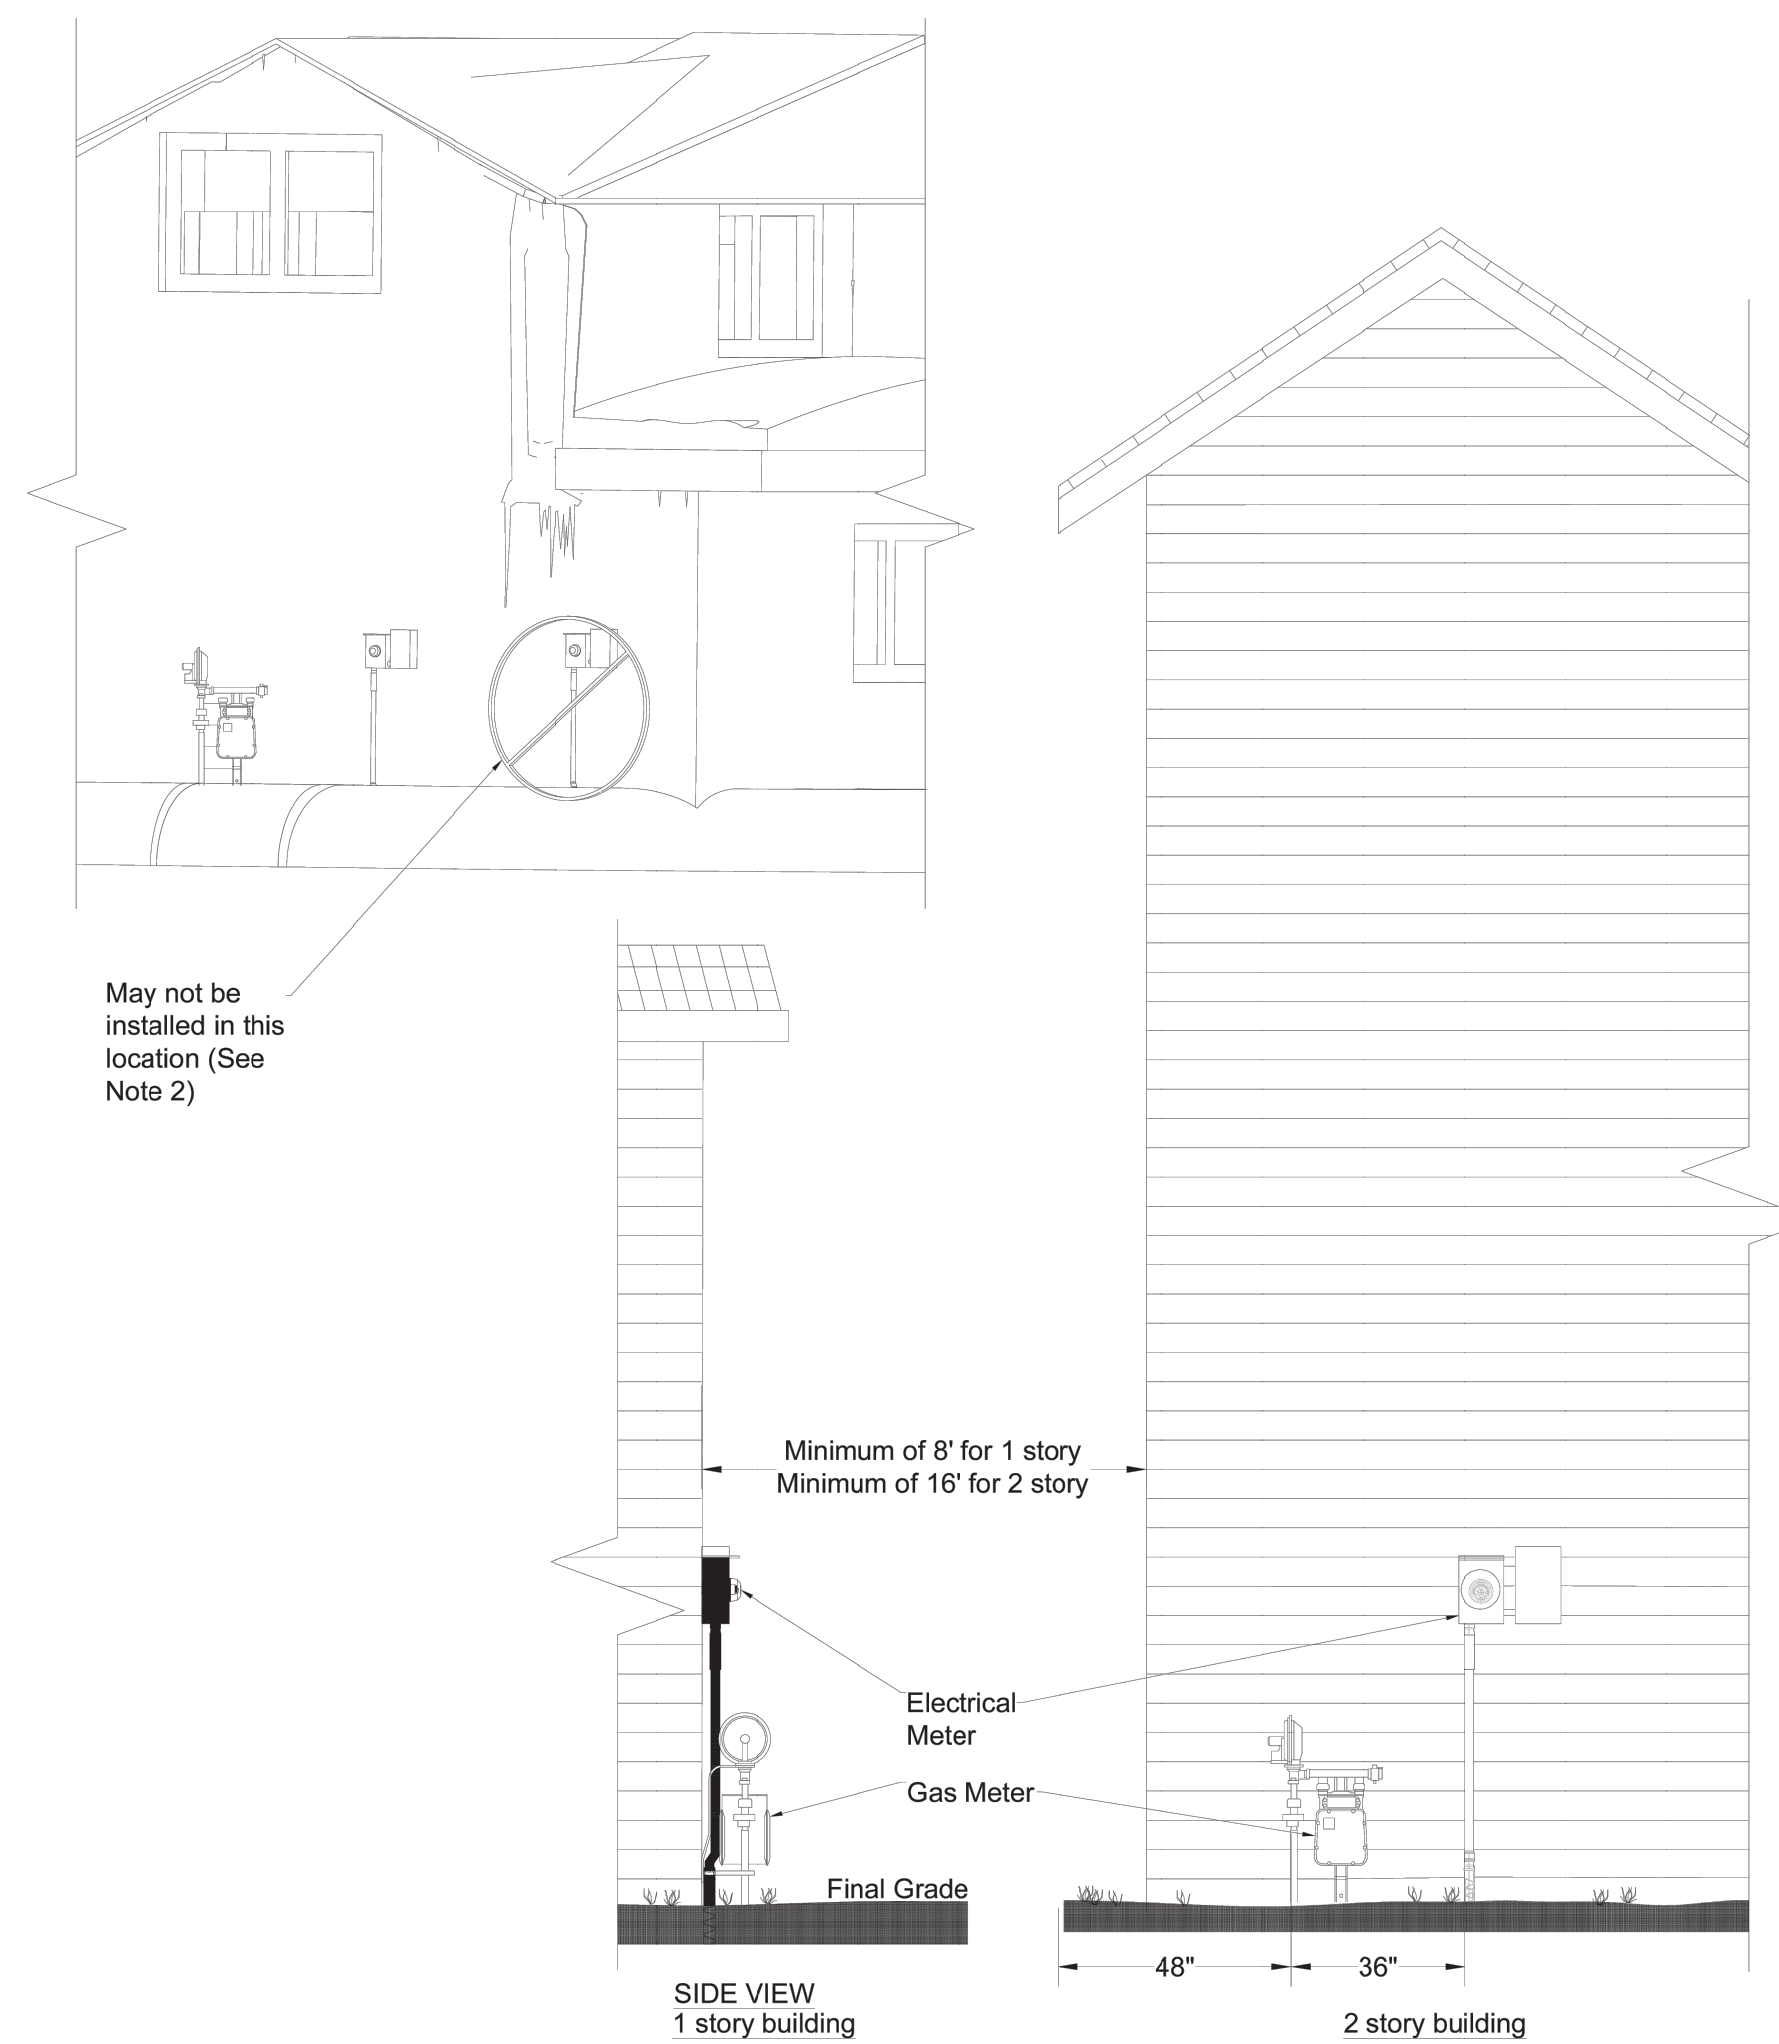 May not be
installed in this
location (See
Note 2)
Minimum of 8' for 1 story
Minimum of 16' for 2 story
Electrical
Meter
Gas Meter
Final Grade
48"
36"
SIDE VIEW
1 story building
2 story building